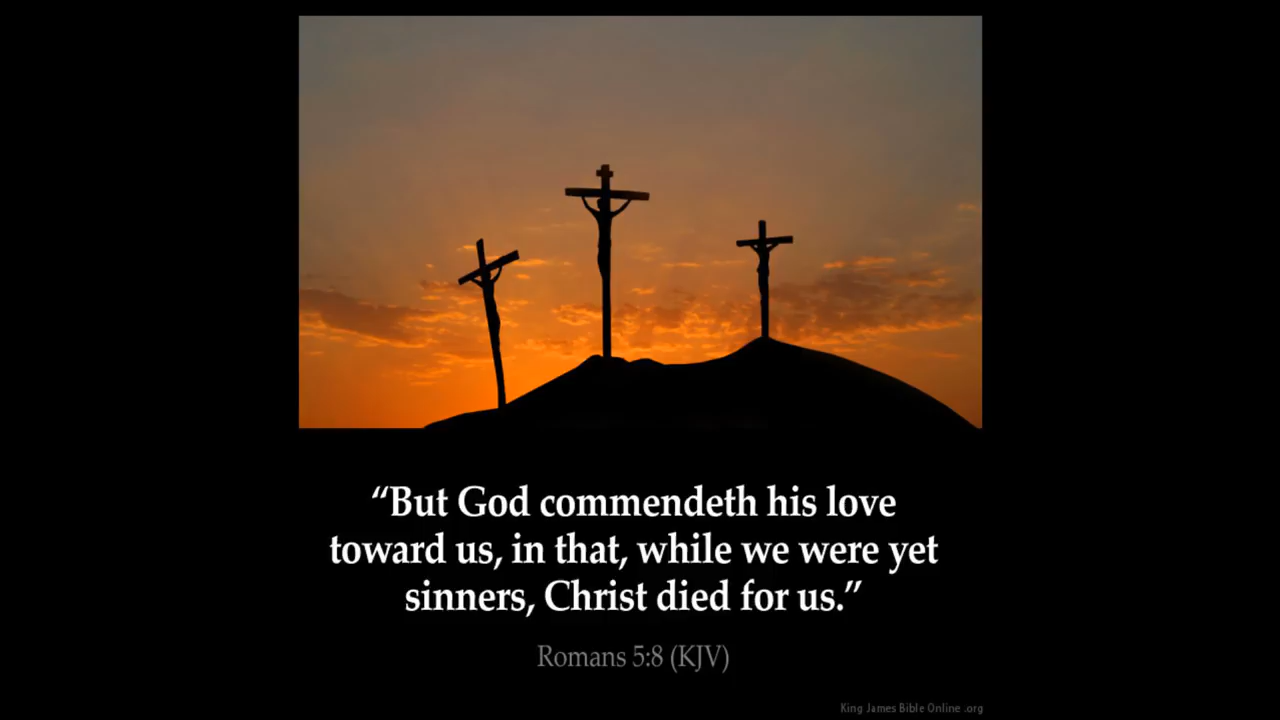 “But God commendeth his love
toward us, in that, while we were yet
sinners, Christ died for us.”
Romans 5:8 (KJV)
King James Bible Online .org